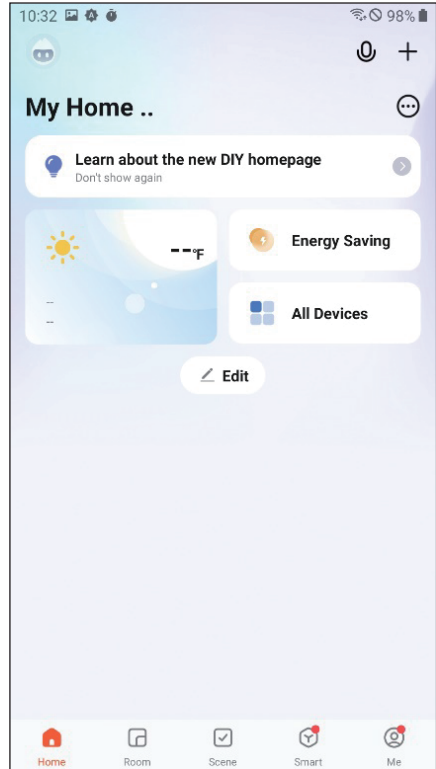 10:32 98%
My Home ..
Learn about the new DIY homepage
Don't show again
--°F
--
--
Energy Saving
All Devices
Edit
Home Room Scene Smart Me